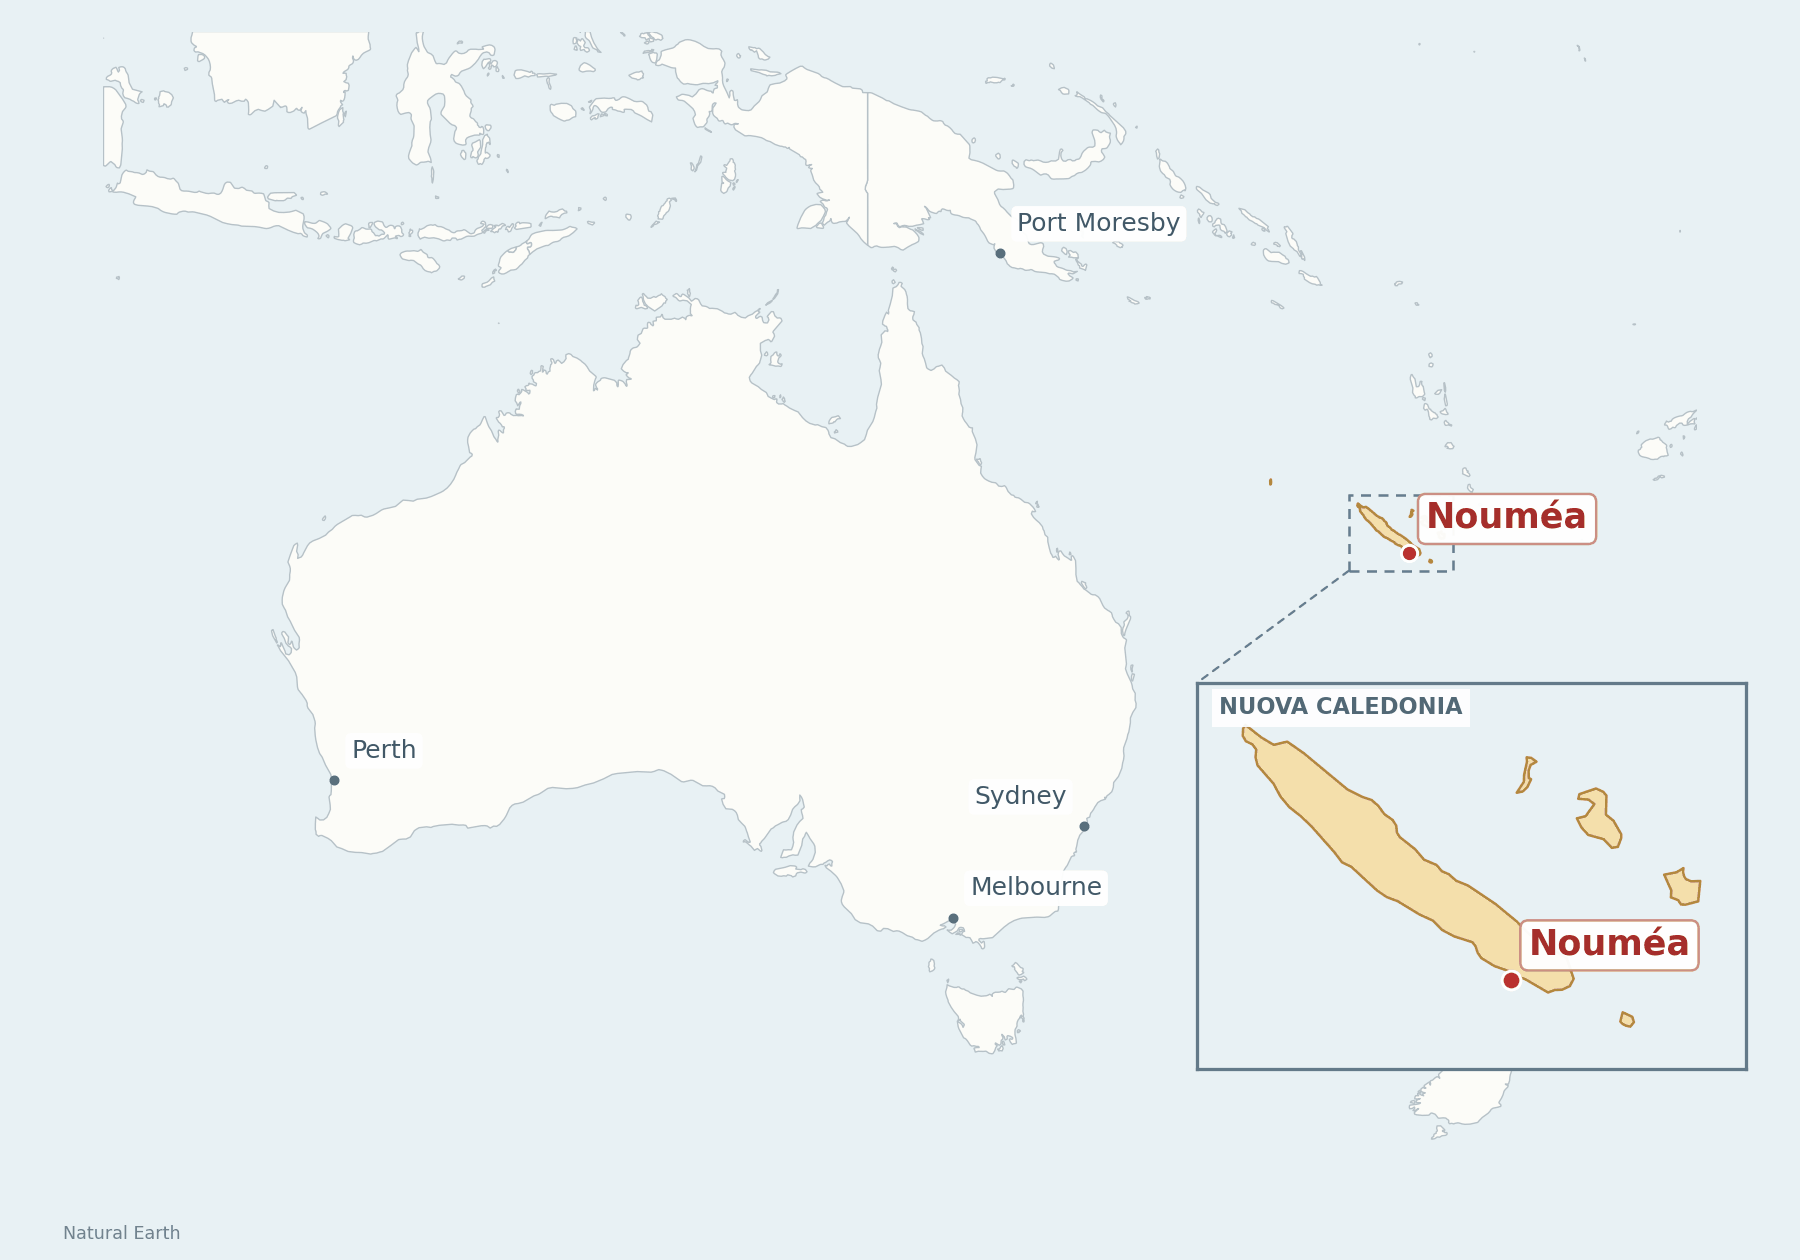 Port Moresby
Nouméa
NUOVA CALEDONIA
Perth
Sydney
Melbourne
Nouméa
Natural Earth